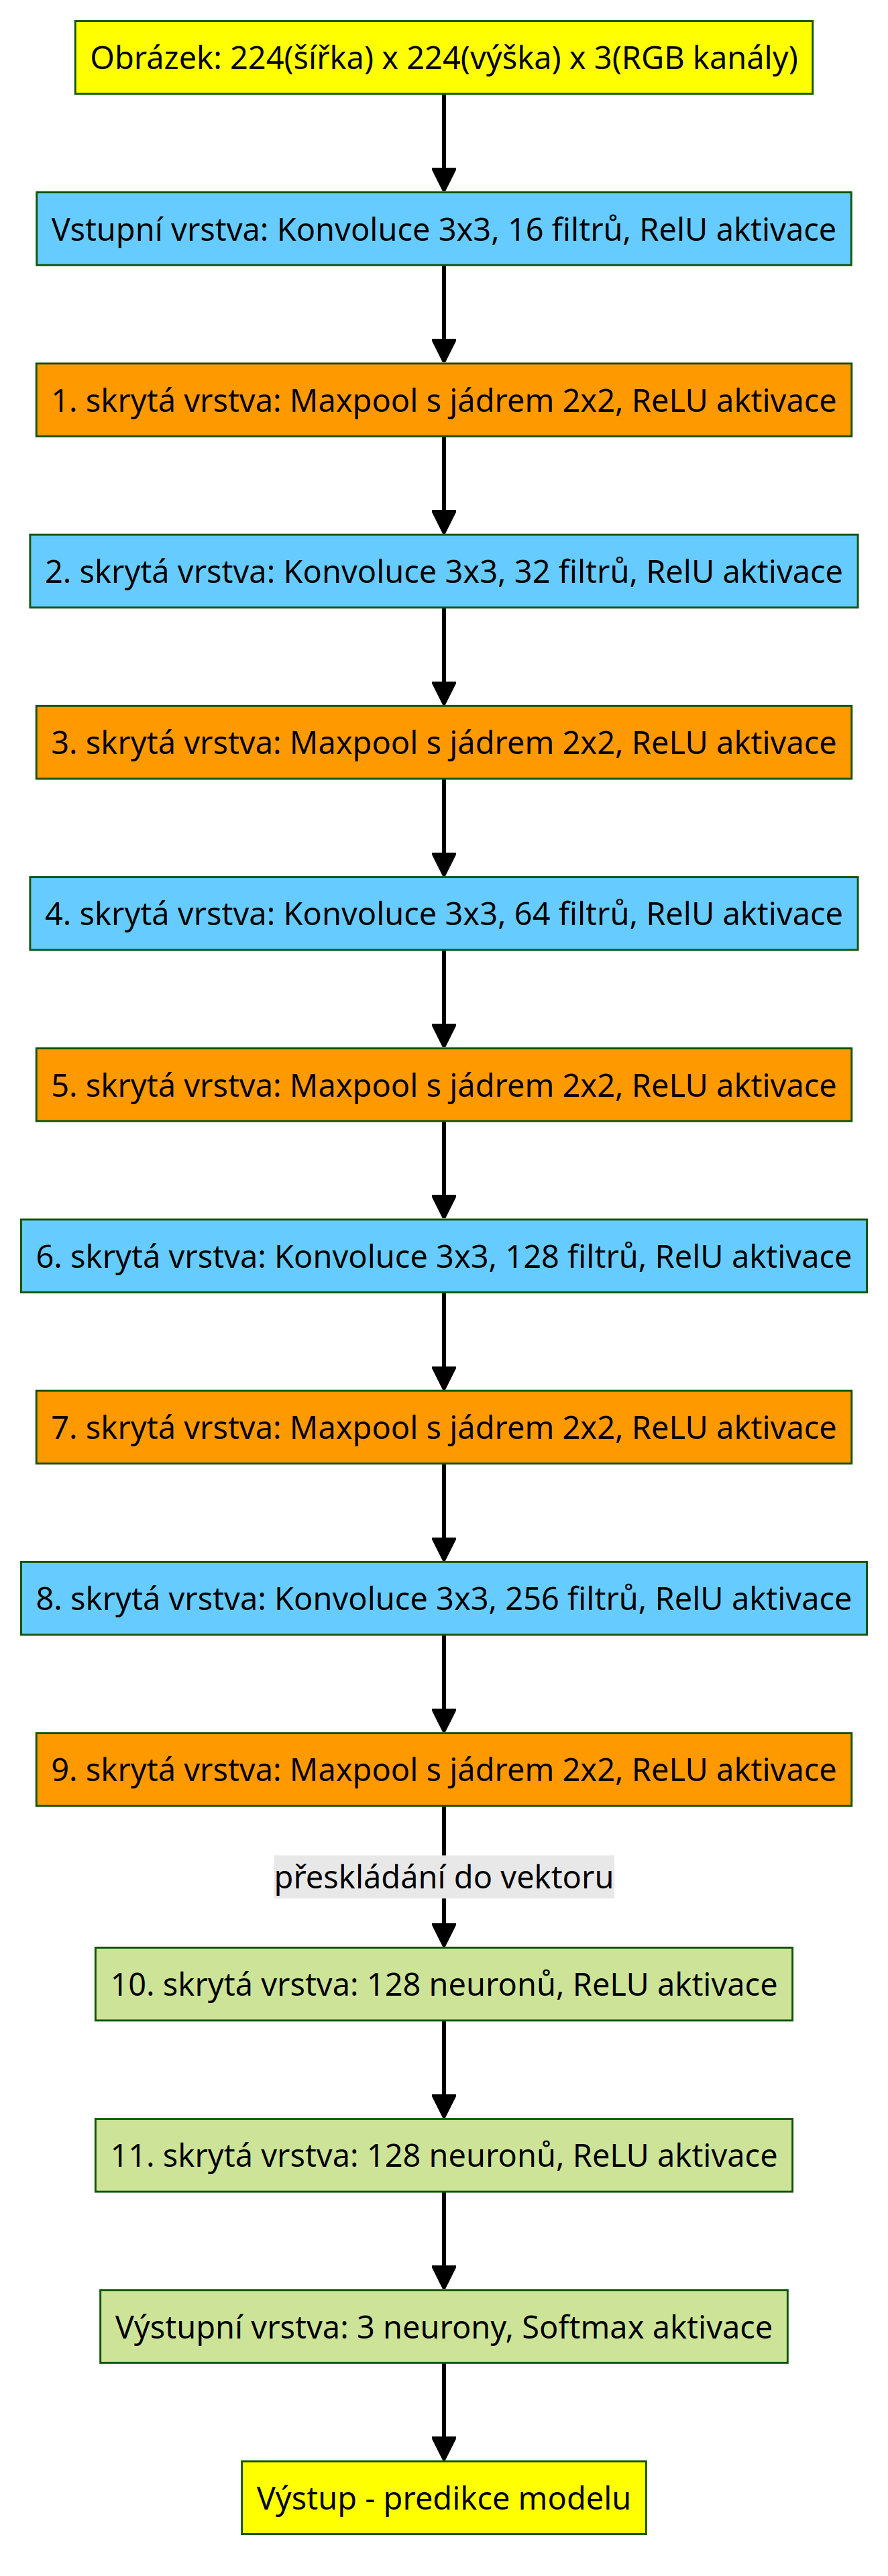 Obrázek: 224(šířka) x 224(výška) x 3(RGB kanály)
Vstupní vrstva: Konvoluce 3x3, 16 filtrů, RelU aktivace
1. skrytá vrstva: Maxpool s jádrem 2x2, ReLU aktivace
2. skrytá vrstva: Konvoluce 3x3, 32 filtrů, RelU aktivace
3. skrytá vrstva: Maxpool s jádrem 2x2, ReLU aktivace
4. skrytá vrstva: Konvoluce 3x3, 64 filtrů, RelU aktivace
5. skrytá vrstva: Maxpool s jádrem 2x2, ReLU aktivace
6. skrytá vrstva: Konvoluce 3x3, 128 filtrů, RelU aktivace
7. skrytá vrstva: Maxpool s jádrem 2x2, ReLU aktivace
8. skrytá vrstva: Konvoluce 3x3, 256 filtrů, RelU aktivace
9. skrytá vrstva: Maxpool s jádrem 2x2, ReLU aktivace
přeskládání do vektoru
10. skrytá vrstva: 128 neuronů, ReLU aktivace
11. skrytá vrstva: 128 neuronů, ReLU aktivace
Výstupní vrstva: 3 neurony, Softmax aktivace
Výstup - predikce modelu